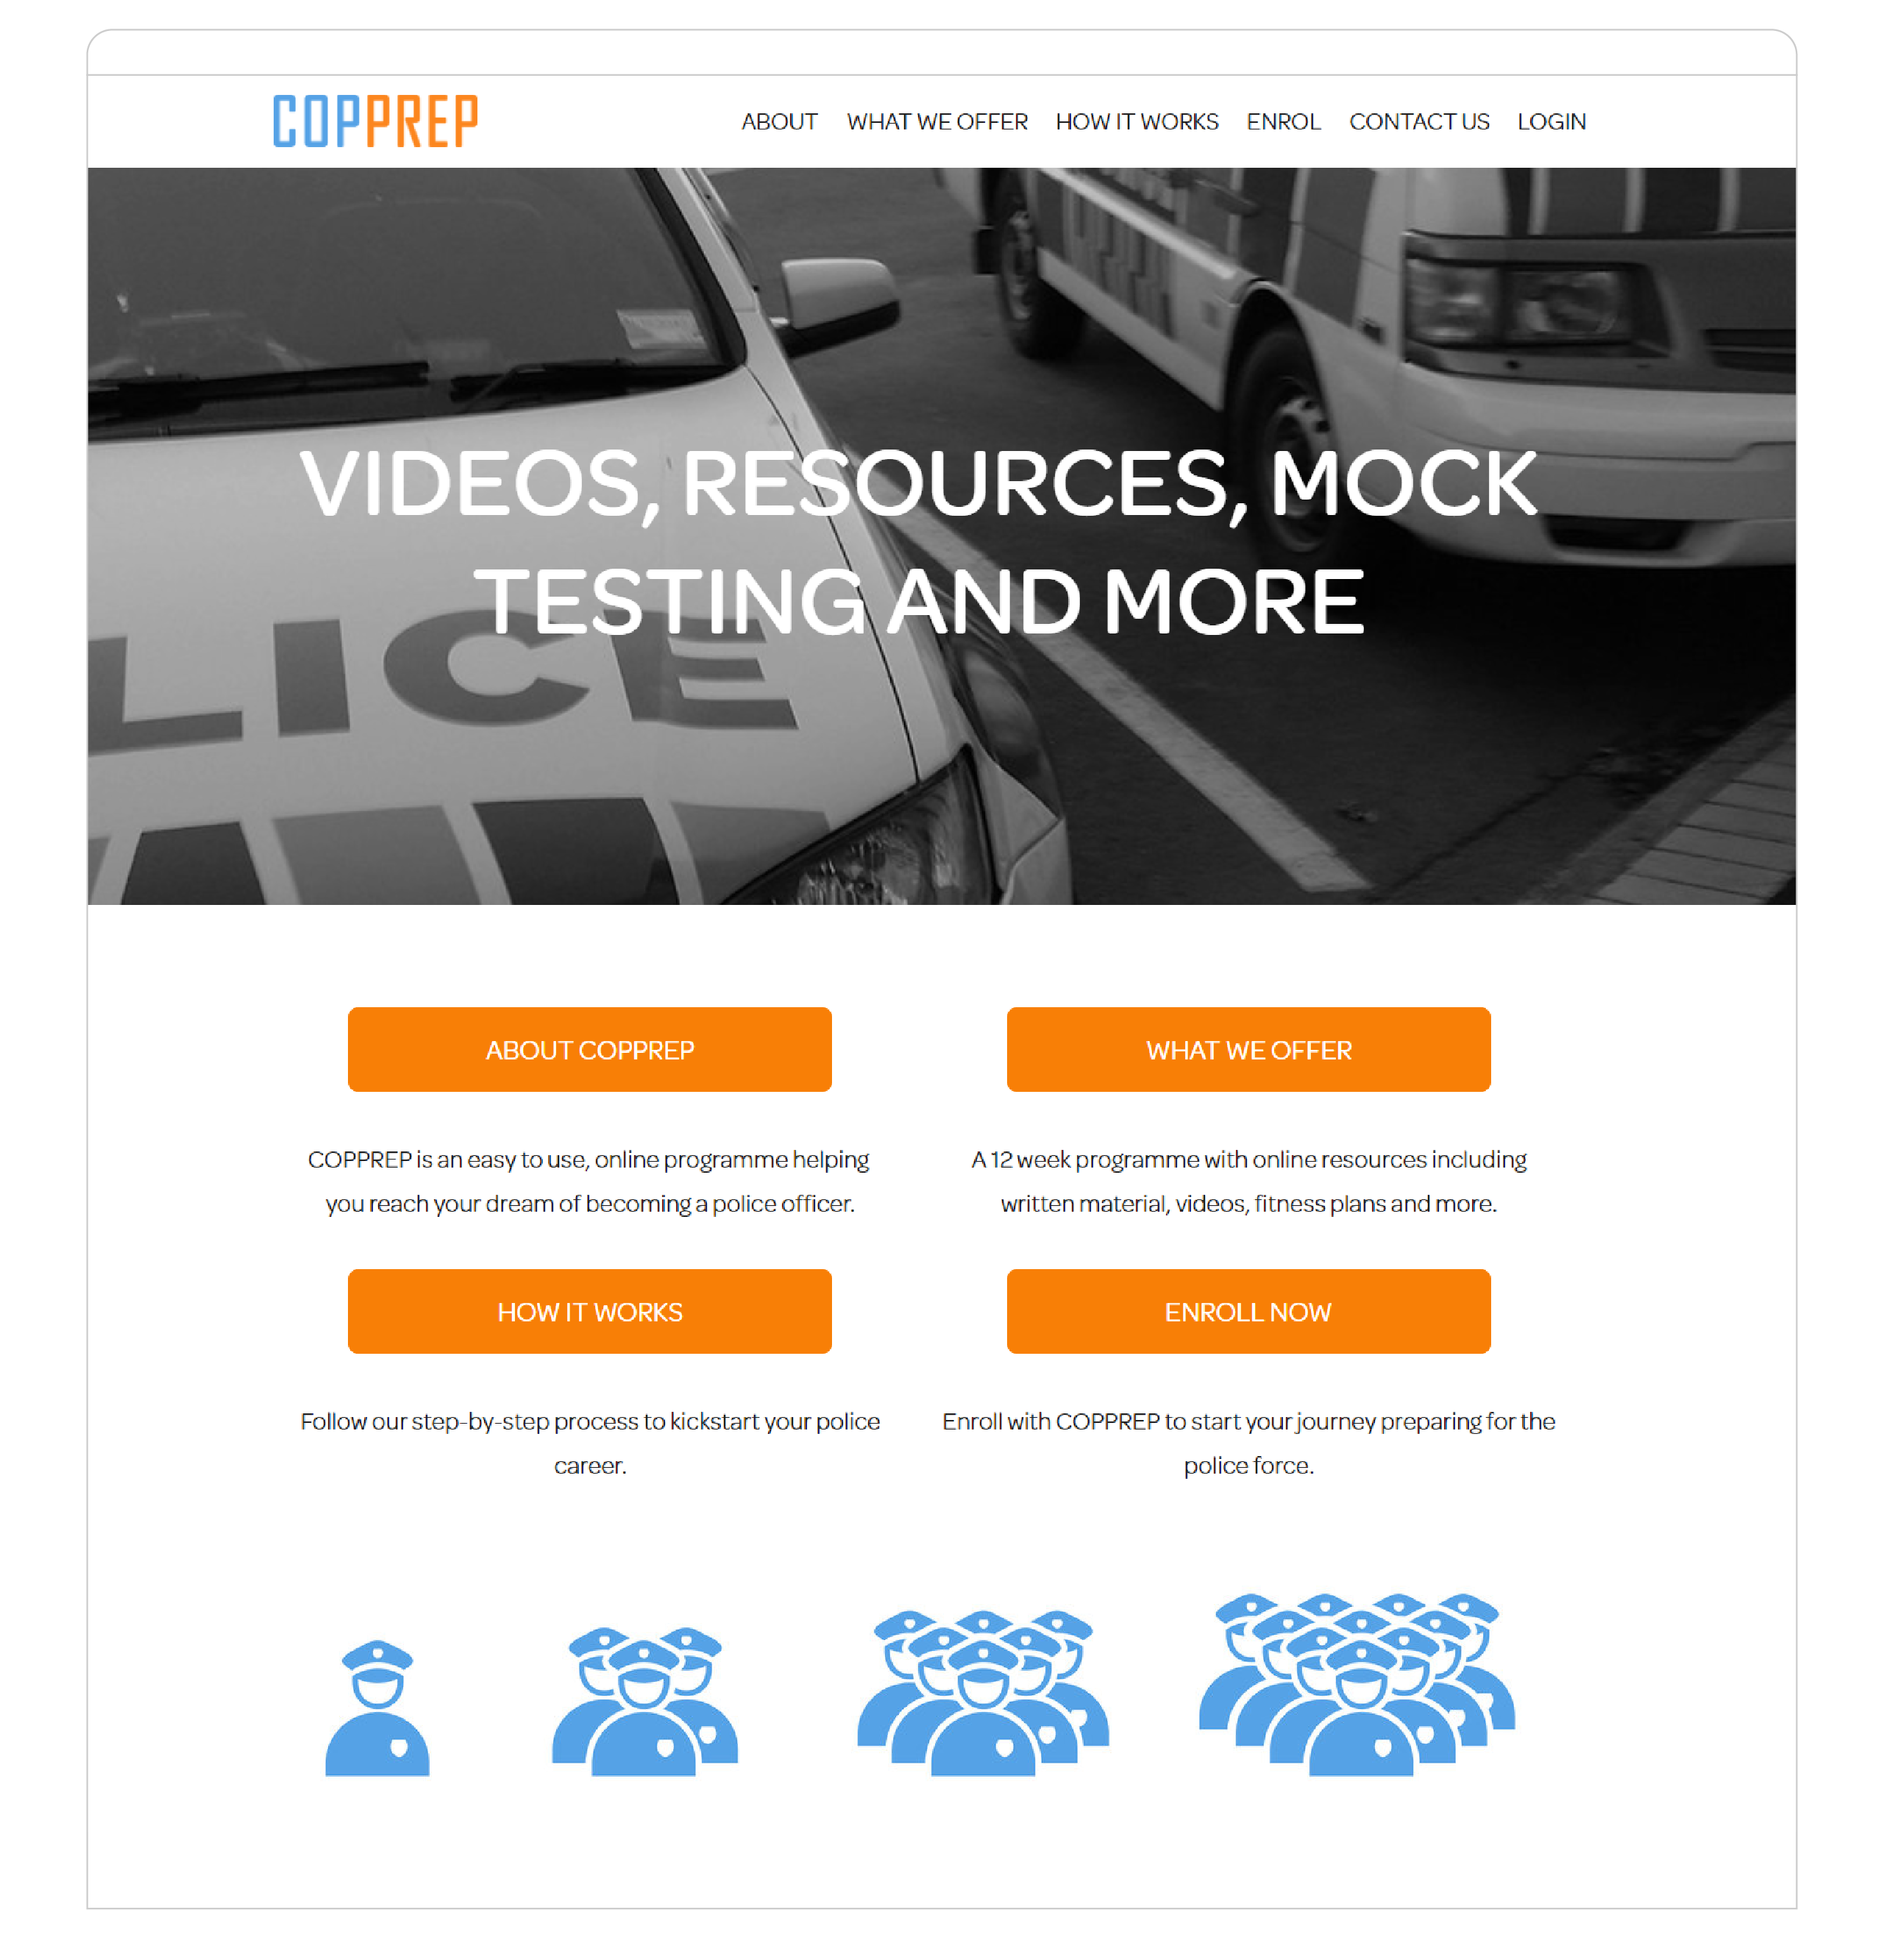 COPPREP
ABOUT WHAT WE OFFER HOW IT WORKS ENROL CONTACT US LOGIN
VIDEOS, RESOURCES, MOCK
TESTING AND MORE
LICE
ABOUT COPPREP
WHAT WE OFFER
COPPREP is an easy to use, online programme helping
you reach your dream of becoming a police officer.
A 12 week programme with online resources including
written material, videos, fitness plans and more.
HOW IT WORKS
ENROLL NOW
Follow our step-by-step process to kickstart your police
career.
Enroll with COPPREP to start your journey preparing for the
police force.